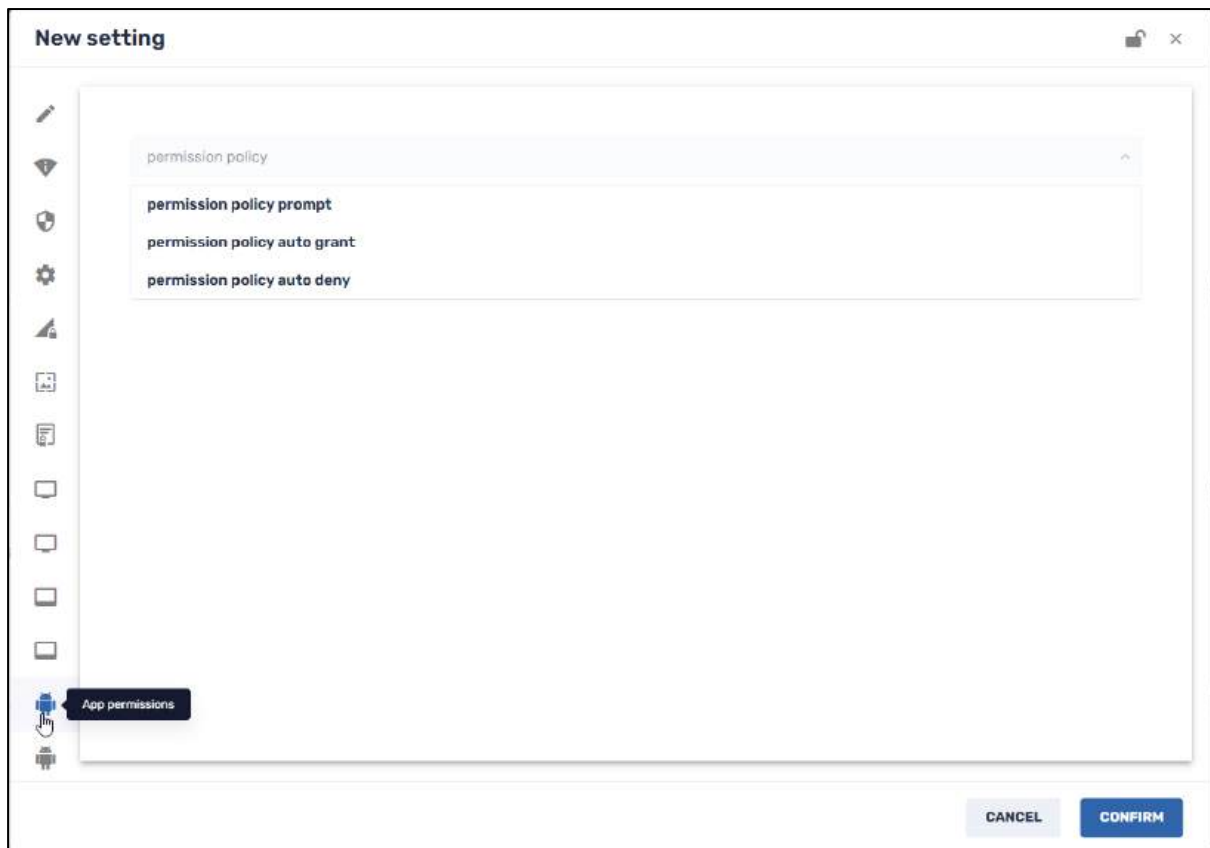 New setting
permission policy
permission policy prompt
permission policy auto grant
permission policy auto deny
App permissions
CANCEL
CONFIRM